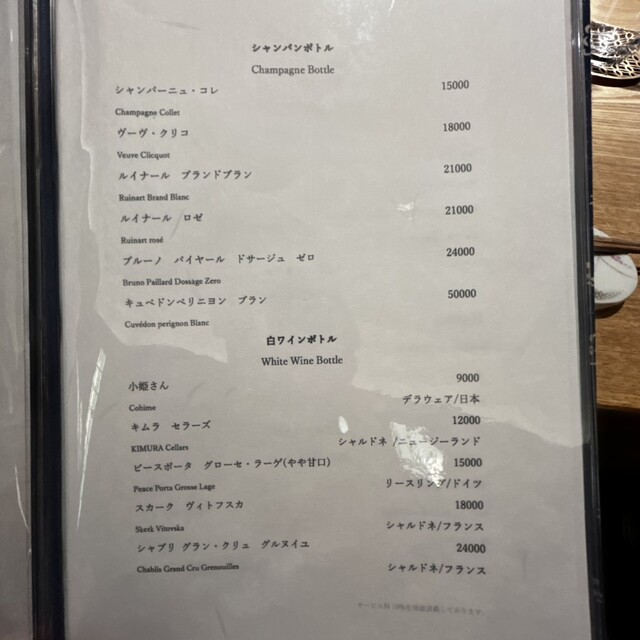 シャンパンボトル
Champagne Bottle
シャンパーニュ・コレ 15000
Champagne Collet
ヴーヴ・クリコ 18000
Veuve Clicquot
ルイナール ブランドブラン 21000
Ruinart Brand Blanc
ルイナール ロゼ 21000
Ruinart rosé
ブルーノ パイヤール ドサージュ ゼロ 24000
Bruno Paillard Dossage Zero
キュベドンペリニヨン ブラン 50000
Cuvédon perignon Blanc
白ワインボトル
White Wine Bottle
小姫さん 9000
Cohime デラウェア/日本
キムラ セラーズ 12000
KIMURA Cellars シャルドネ /ニュージーランド
ピースポータ グローセ・ラーゲ(やや甘口) 15000
Peace Porta Grosse Lage リースリング/ドイツ
スカーク ヴィトフスカ 18000
Skerk Vitovska シャルドネ/フランス
シャブリ グラン・クリュ グルヌイユ 24000
Chablis Grand Cru Grenouilles シャルドネ/フランス